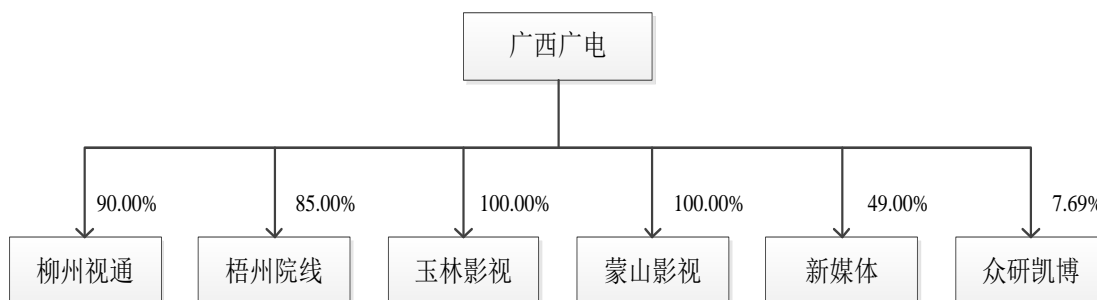 广西广电
90.00%
85.00%
100.00%
100.00%
49.00%
7.69%
柳州视通
梧州院线
玉林影视
蒙山影视
新媒体
众研凯博